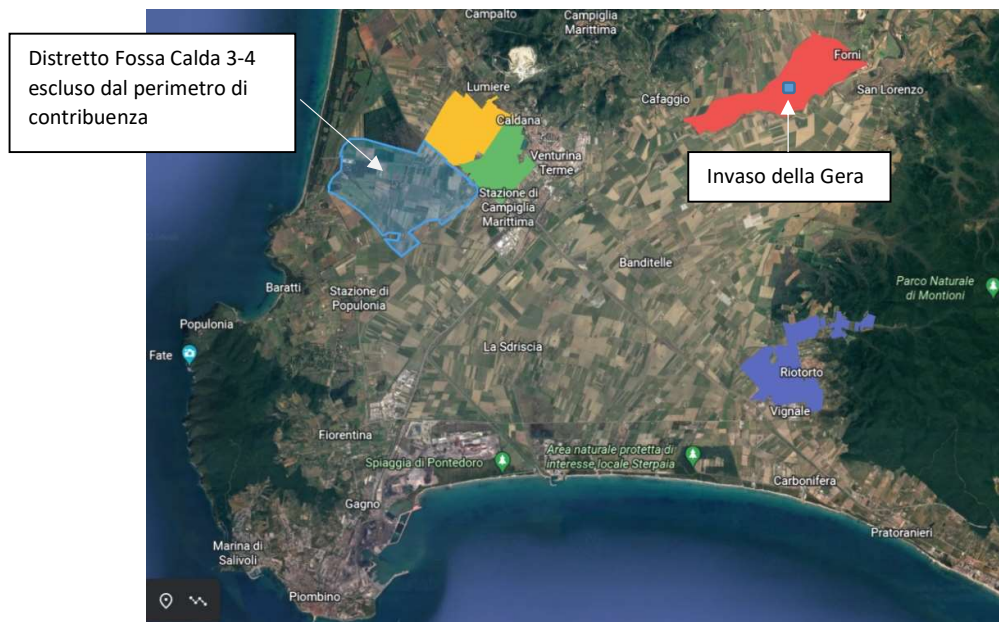 Campalto
Campiglia
Marittima
Distretto Fossa Calda 3-4
escluso dal perimetro di
contribuenza
Forni
Lumiere
San Lorenzo
Cafaggio
Caldana
Venturina
Terme
Invaso della Gera
Stazione di
Campiglia
Marittima
Banditelle
Parco Naturale
di Montioni
Baratti
Stazione di
Populonia
Populonia
Fate
La Sdriscia
Riotorto
Vignale
Fiorentina
Spiaggia di Pontedoro
Area naturale protetta di
interesse locale Sterpaia
Carbonifera
Gagno
Pratoranieri
Marina di
Salivoli
Piombino